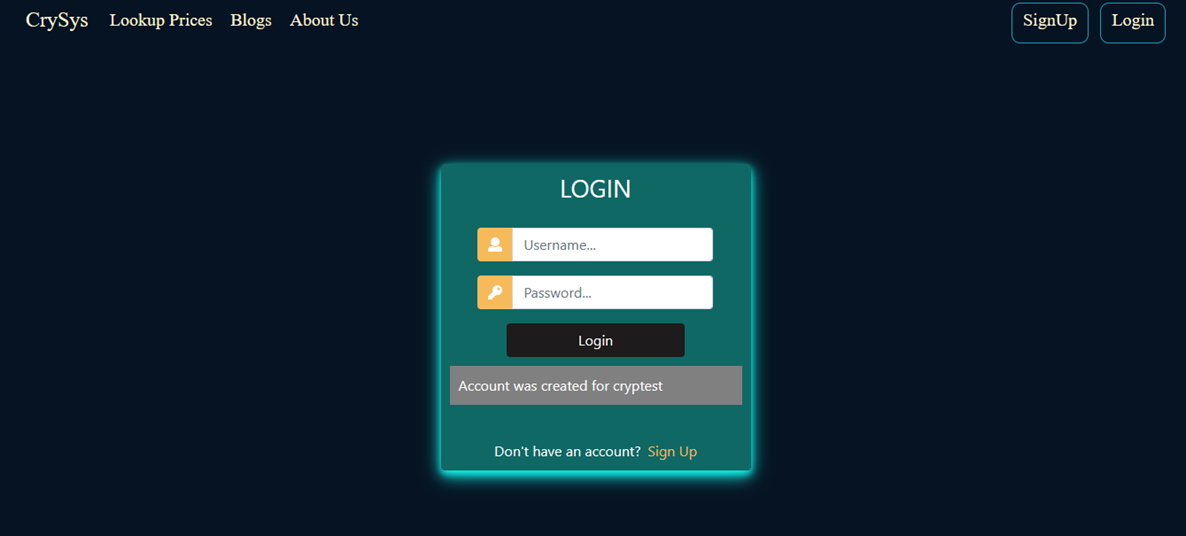 CrySys Lookup Prices Blogs About Us SignUp Login
LOGIN
Username...
Password...
Login
Account was created for cryptest
Don't have an account? Sign Up